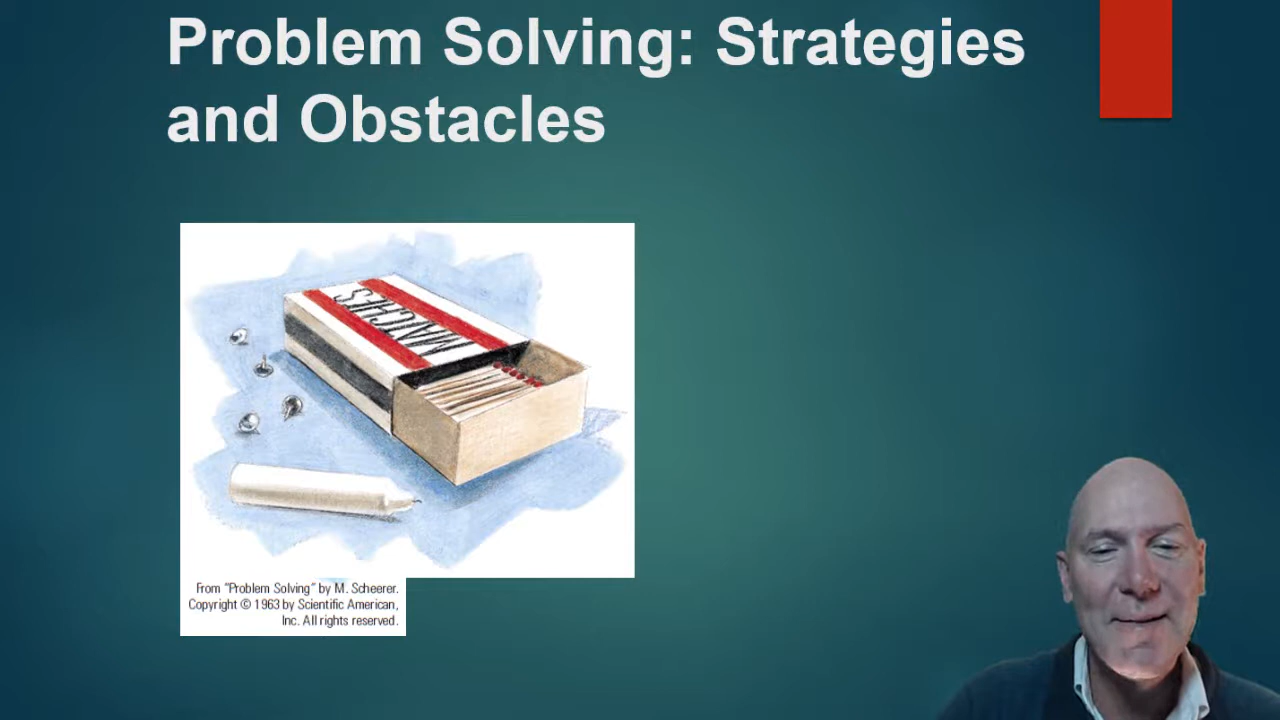 Problem Solving: Strategies
and Obstacles
MATCHES
From "Problem Solving" by M. Scheerer.
Copyright © 1963 by Scientific American,
Inc. All rights reserved.